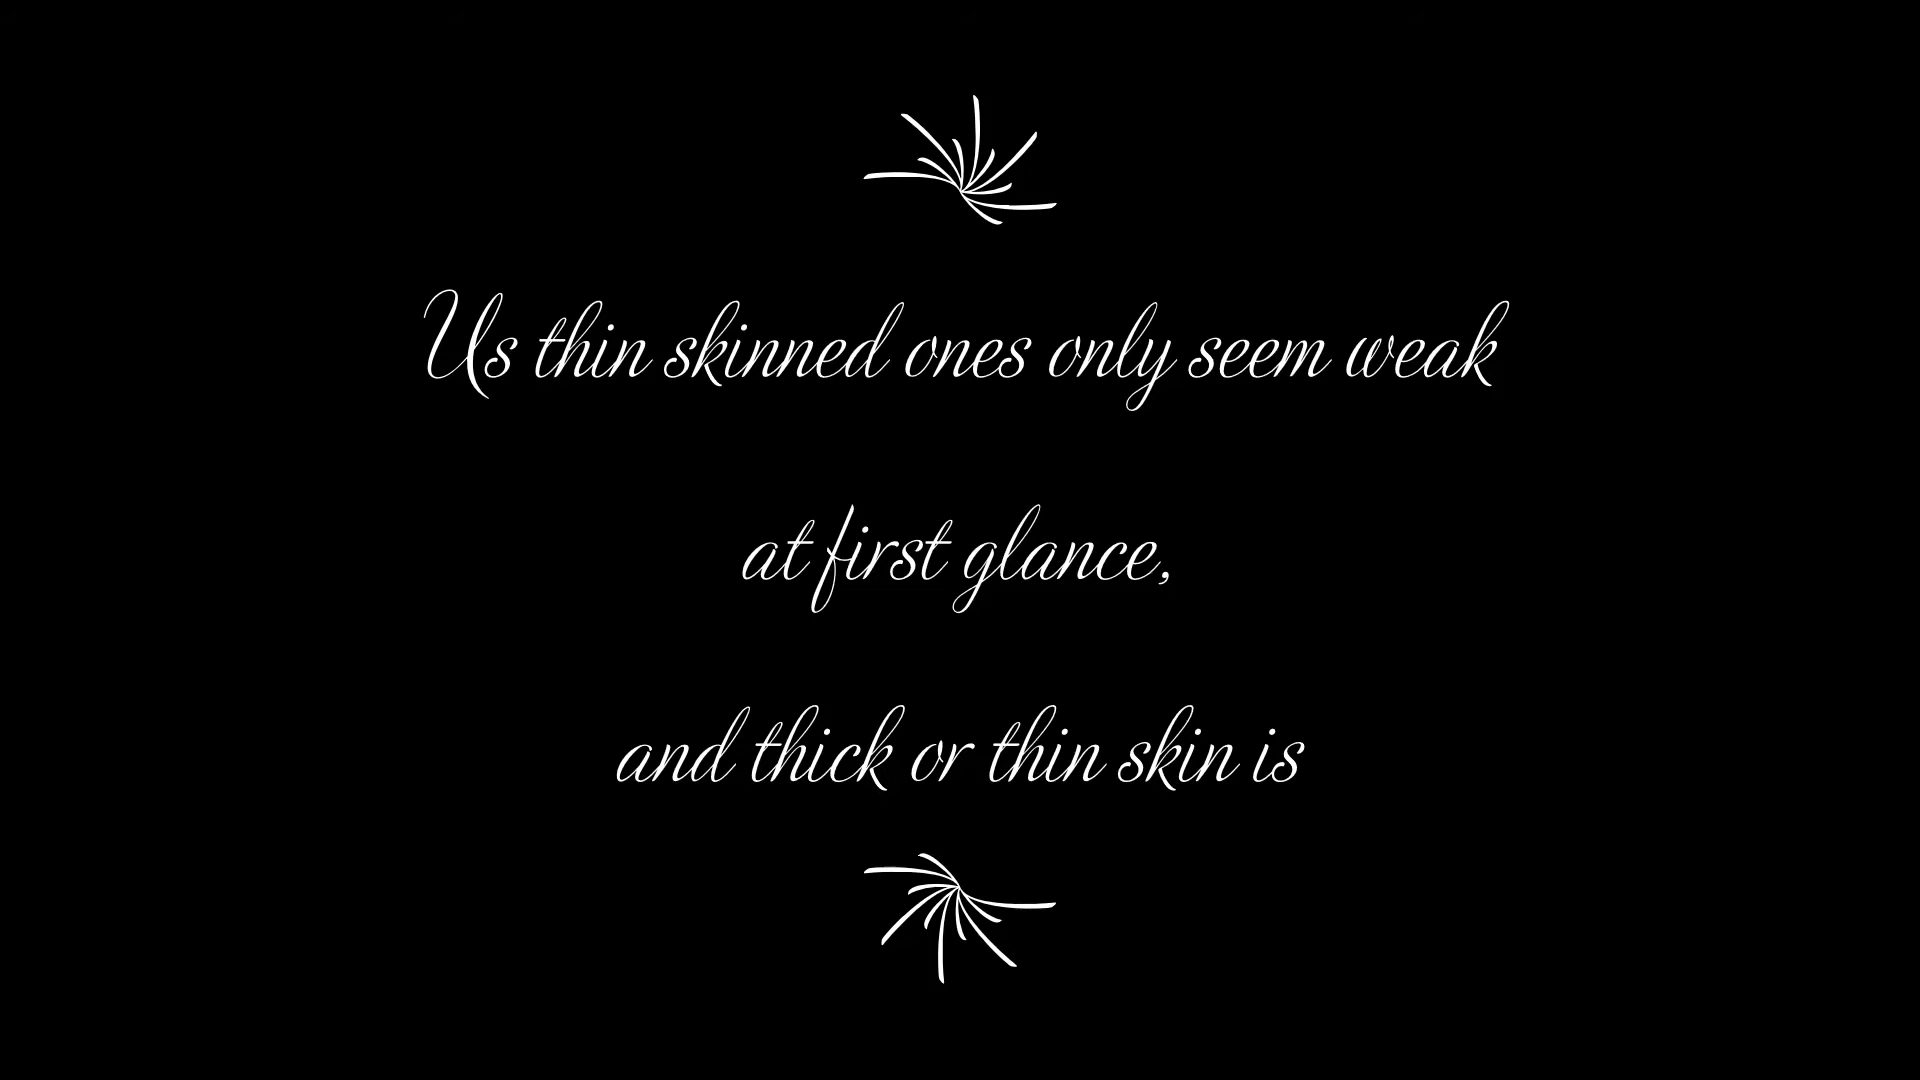 Us thin skinned ones only seem weak
at first glance,
and thick or thin skin is